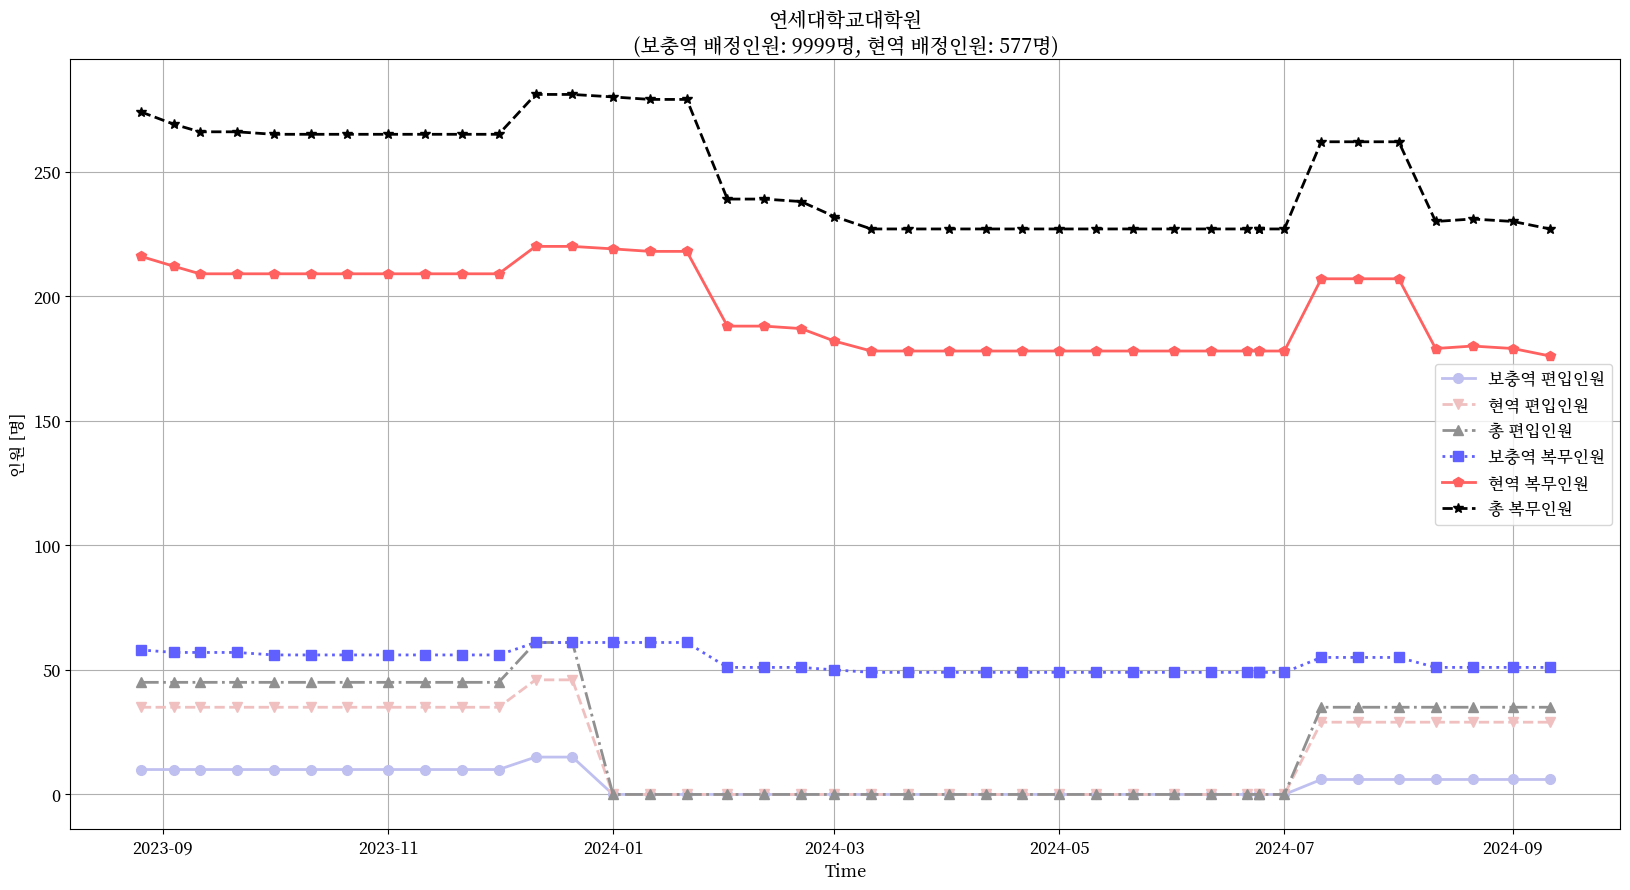 연세대학교대학원
(보충역 배정인원: 9999명, 현역 배정인원: 577명)
인원 [명]
250
200
150
100
50
0
보충역 편입인원
현역 편입인원
총 편입인원
보충역 복무인원
현역 복무인원
총 복무인원
2023-09
2023-11
2024-01
2024-03
2024-05
2024-07
2024-09
Time